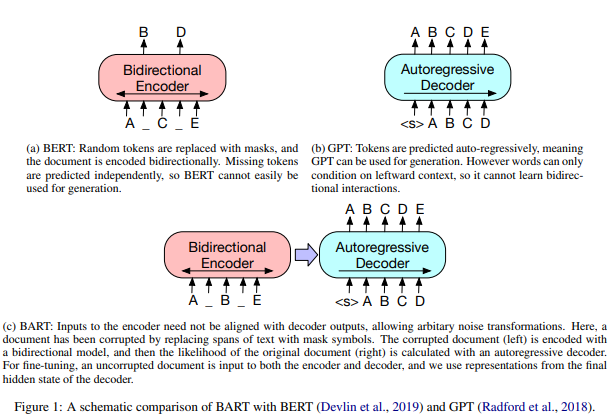 B D
Bidirectional
Encoder
A _ C _ E
(a) BERT: Random tokens are replaced with masks, and
the document is encoded bidirectionally. Missing tokens
are predicted independently, so BERT cannot easily be
used for generation.
A B C D E
Autoregressive
Decoder
<s> A B C D
(b) GPT: Tokens are predicted auto-regressively, meaning
GPT can be used for generation. However words can only
condition on leftward context, so it cannot learn bidirec-
tional interactions.
Bidirectional
Encoder
A _ B _ E
A B C D E
Autoregressive
Decoder
<s> A B C D
(c) BART: Inputs to the encoder need not be aligned with decoder outputs, allowing arbitary noise transformations. Here, a
document has been corrupted by replacing spans of text with mask symbols. The corrupted document (left) is encoded with
a bidirectional model, and then the likelihood of the original document (right) is calculated with an autoregressive decoder.
For fine-tuning, an uncorrupted document is input to both the encoder and decoder, and we use representations from the final
hidden state of the decoder.
Figure 1: A schematic comparison of BART with BERT (Devlin et al., 2019) and GPT (Radford et al., 2018).